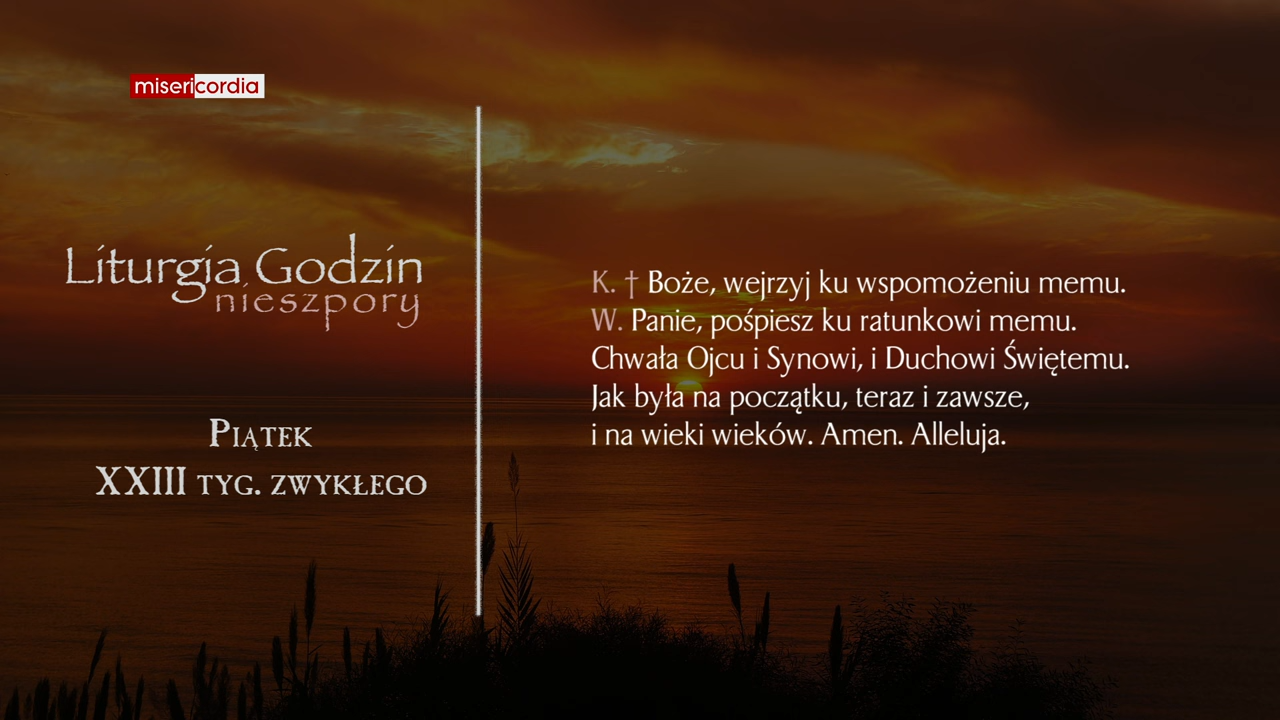 misericordia
Liturgia Godzin
nieszpory
Piątek
XXIII tyg. zwykłego
K. † Boże, wejrzyj ku wspomożeniu memu.
W. Panie, pośpiesz ku ratunkowi memu.
Chwała Ojcu i Synowi, i Duchowi Świętemu.
Jak była na początku, teraz i zawsze,
i na wieki wieków. Amen. Alleluja.